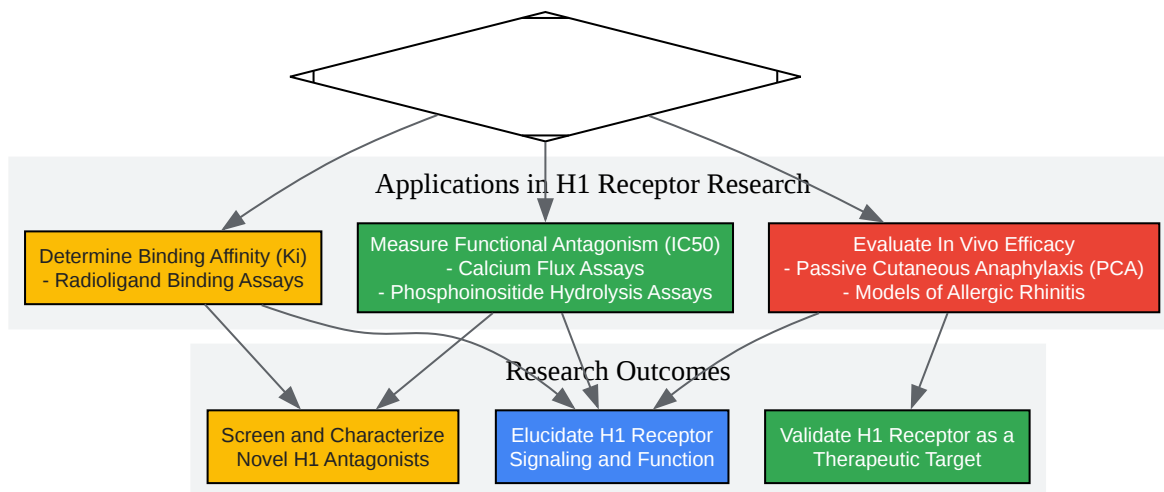 Applications in H1 Receptor Research
Determine Binding Affinity (Ki)
- Radioligand Binding Assays
Measure Functional Antagonism (IC50)
- Calcium Flux Assays
- Phosphoinositide Hydrolysis Assays
Evaluate In Vivo Efficacy
- Passive Cutaneous Anaphylaxis (PCA)
- Models of Allergic Rhinitis
Research Outcomes
Screen and Characterize
Novel H1 Antagonists
Elucidate H1 Receptor
Signaling and Function
Validate H1 Receptor as a
Therapeutic Target